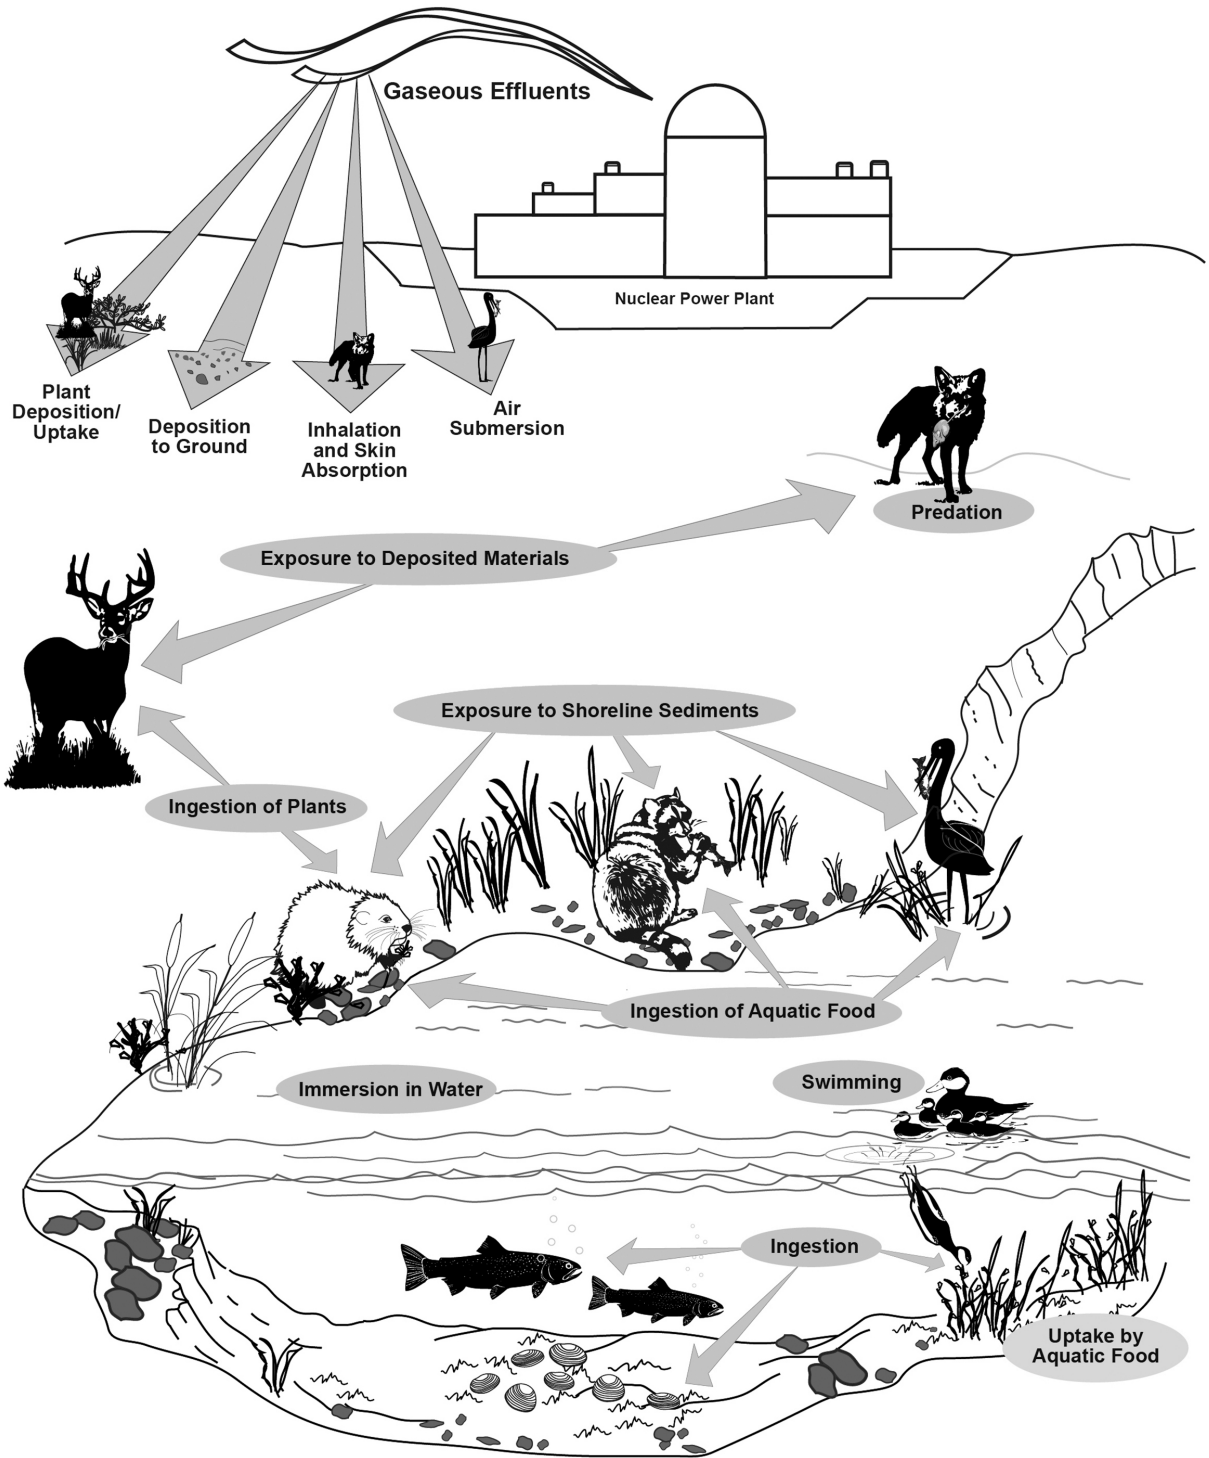 Gaseous Effluents
Nuclear Power Plant
Plant
Deposition/
Uptake
Deposition
to Ground
Inhalation
and Skin
Absorption
Air
Submersion
Predation
Exposure to Deposited Materials
Exposure to Shoreline Sediments
Ingestion of Plants
Ingestion of Aquatic Food
Immersion in Water
Swimming
Ingestion
Uptake by
Aquatic Food